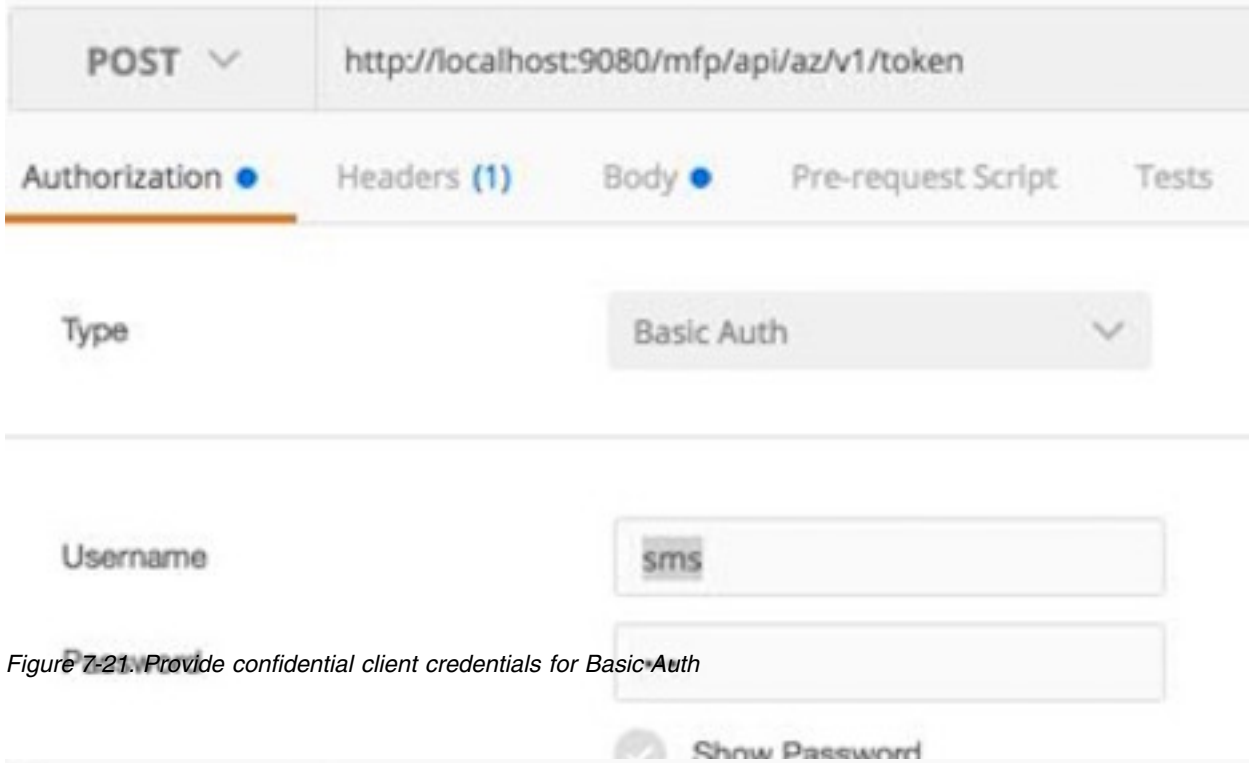 POST http://localhost:9080/mfp/api/az/v1/token
Authorization Headers (1) Body Pre-request Script Tests
Type Basic Auth
Username sms
Password
Figure 7-21. Provide confidential client credentials for Basic Auth
Show Password